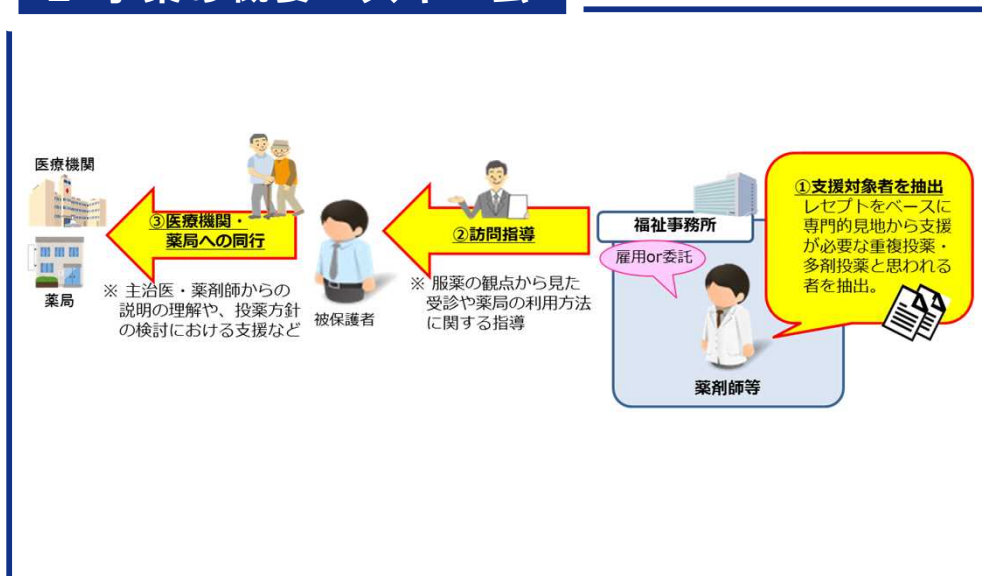 医療機関
薬局
③医療機関・
薬局への同行
※ 主治医・薬剤師からの
説明の理解や、投薬方針
の検討における支援など
被保護者
②訪問指導
※ 服薬の観点から見た
受診や薬局の利用方法
に関する指導
福祉事務所
雇用or委託
薬剤師等
①支援対象者を抽出
レセプトをベースに
専門的見地から支援
が必要な重複投薬・
多剤投薬と思われる
者を抽出。